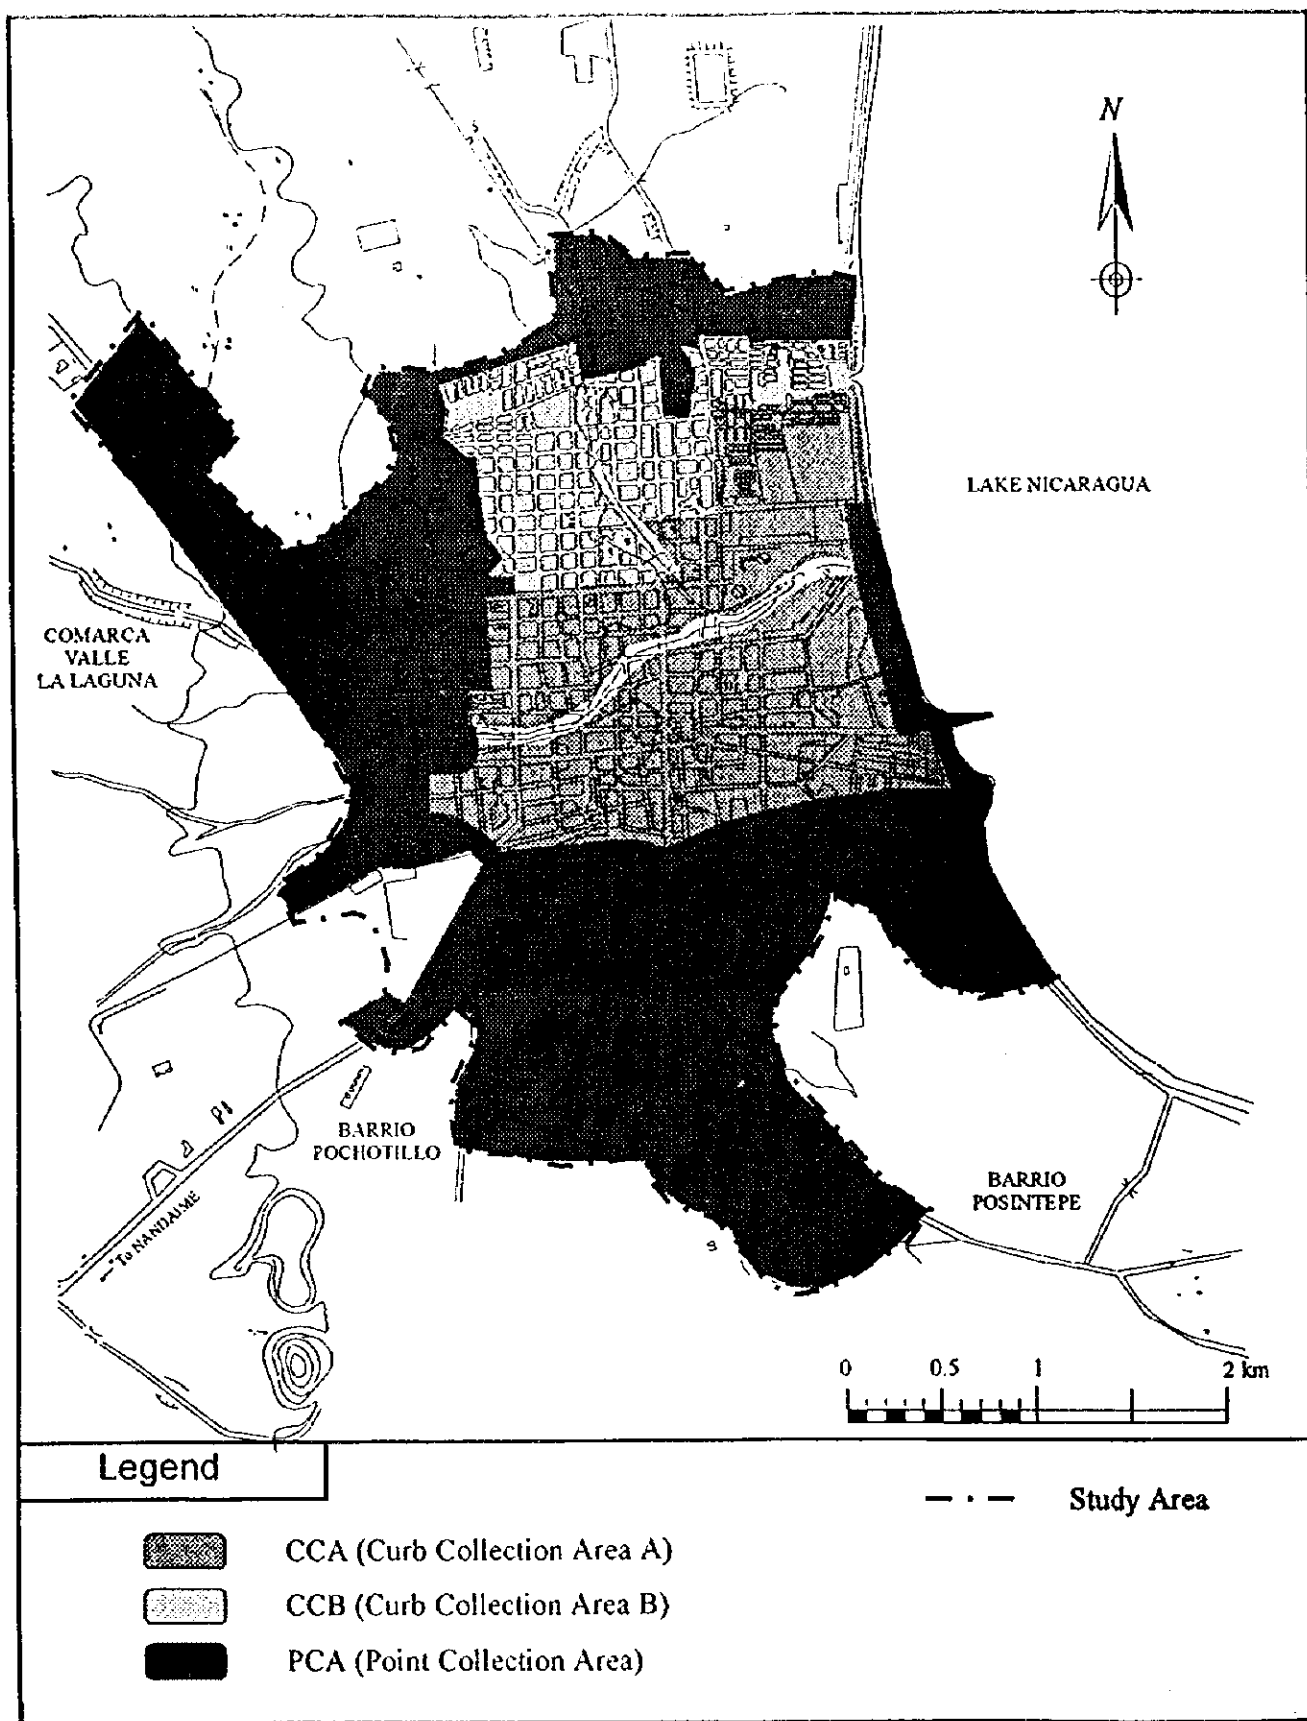 N
LAKE NICARAGUA
COMARCA
VALLE
LA LAGUNA
BARRIO
POCHOTILLO
BARRIO
POSINTEPE
To NANDAIME
0 0.5 1 2 km
Legend
Study Area
CCA (Curb Collection Area A)
CCB (Curb Collection Area B)
PCA (Point Collection Area)